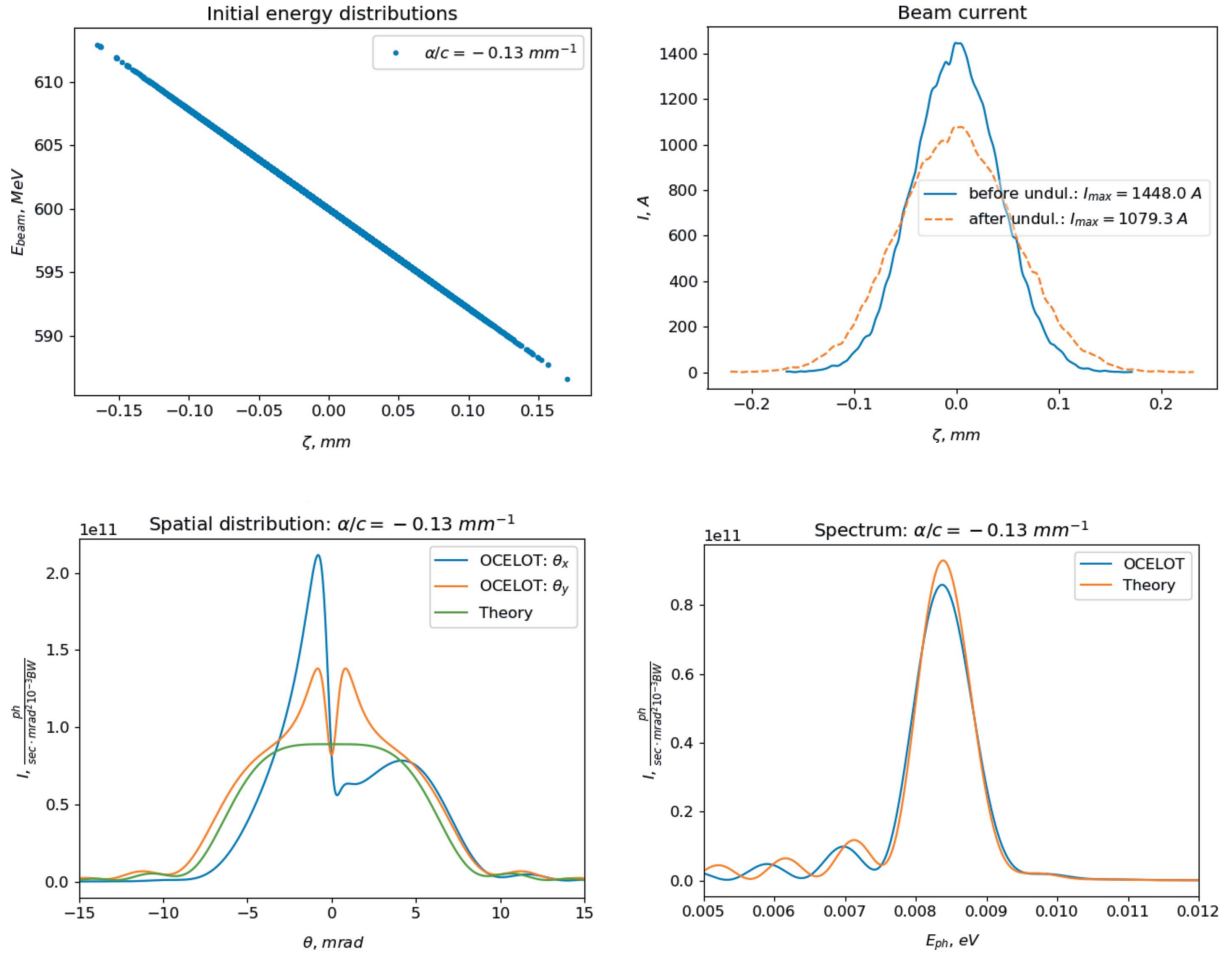 Initial energy distributions
α/c = − 0.13 mm⁻¹
E_beam, MeV
610
605
600
595
590
−0.15 −0.10 −0.05 0.00 0.05 0.10 0.15
ζ, mm
Beam current
before undul.: I_max = 1448.0 A
after undul.: I_max = 1079.3 A
I, A
1400
1200
1000
800
600
400
200
0
−0.2 −0.1 0.0 0.1 0.2
ζ, mm
Spatial distribution: α/c = − 0.13 mm⁻¹
1e11
OCELOT: θ_x
OCELOT: θ_y
Theory
I, ph / sec · mrad² 10⁻³BW
2.0
1.5
1.0
0.5
0.0
−15 −10 −5 0 5 10 15
θ, mrad
Spectrum: α/c = − 0.13 mm⁻¹
1e11
OCELOT
Theory
I, ph / sec · mrad² 10⁻³BW
0.8
0.6
0.4
0.2
0.0
0.005 0.006 0.007 0.008 0.009 0.010 0.011 0.012
E_ph, eV